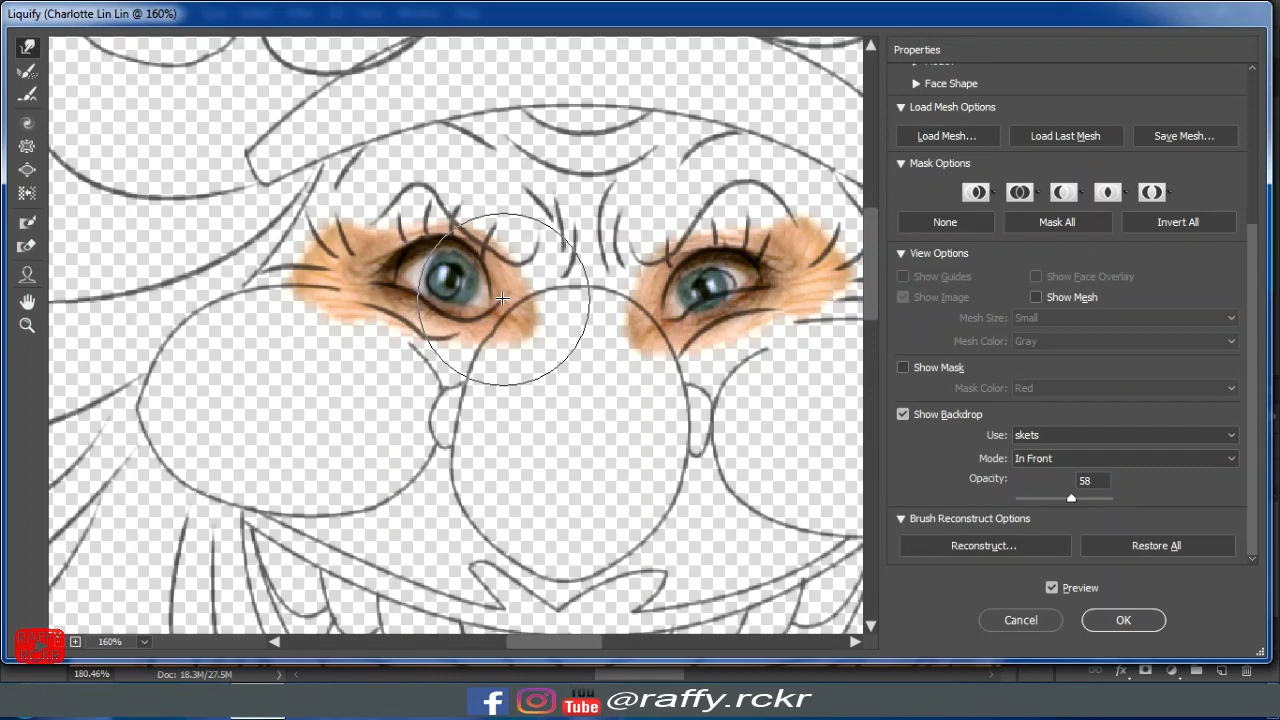 Liquify (Charlotte Lin Lin @ 160%)
Properties
Face Shape
Load Mesh Options
Load Mesh...
Load Last Mesh
Save Mesh...
Mask Options
None
Mask All
Invert All
View Options
Show Guides
Show Face Overlay
Show Image
Show Mesh
Mesh Size:
Small
Mesh Color:
Gray
Show Mask
Mask Color:
Red
Show Backdrop
Use:
skets
Mode:
In Front
Opacity:
58
Brush Reconstruct Options
Reconstruct...
Restore All
Preview
Cancel
OK
160%
180.46%
Doc: 18.3M/27.5M
fx
You
Tube
@raffy.rckr